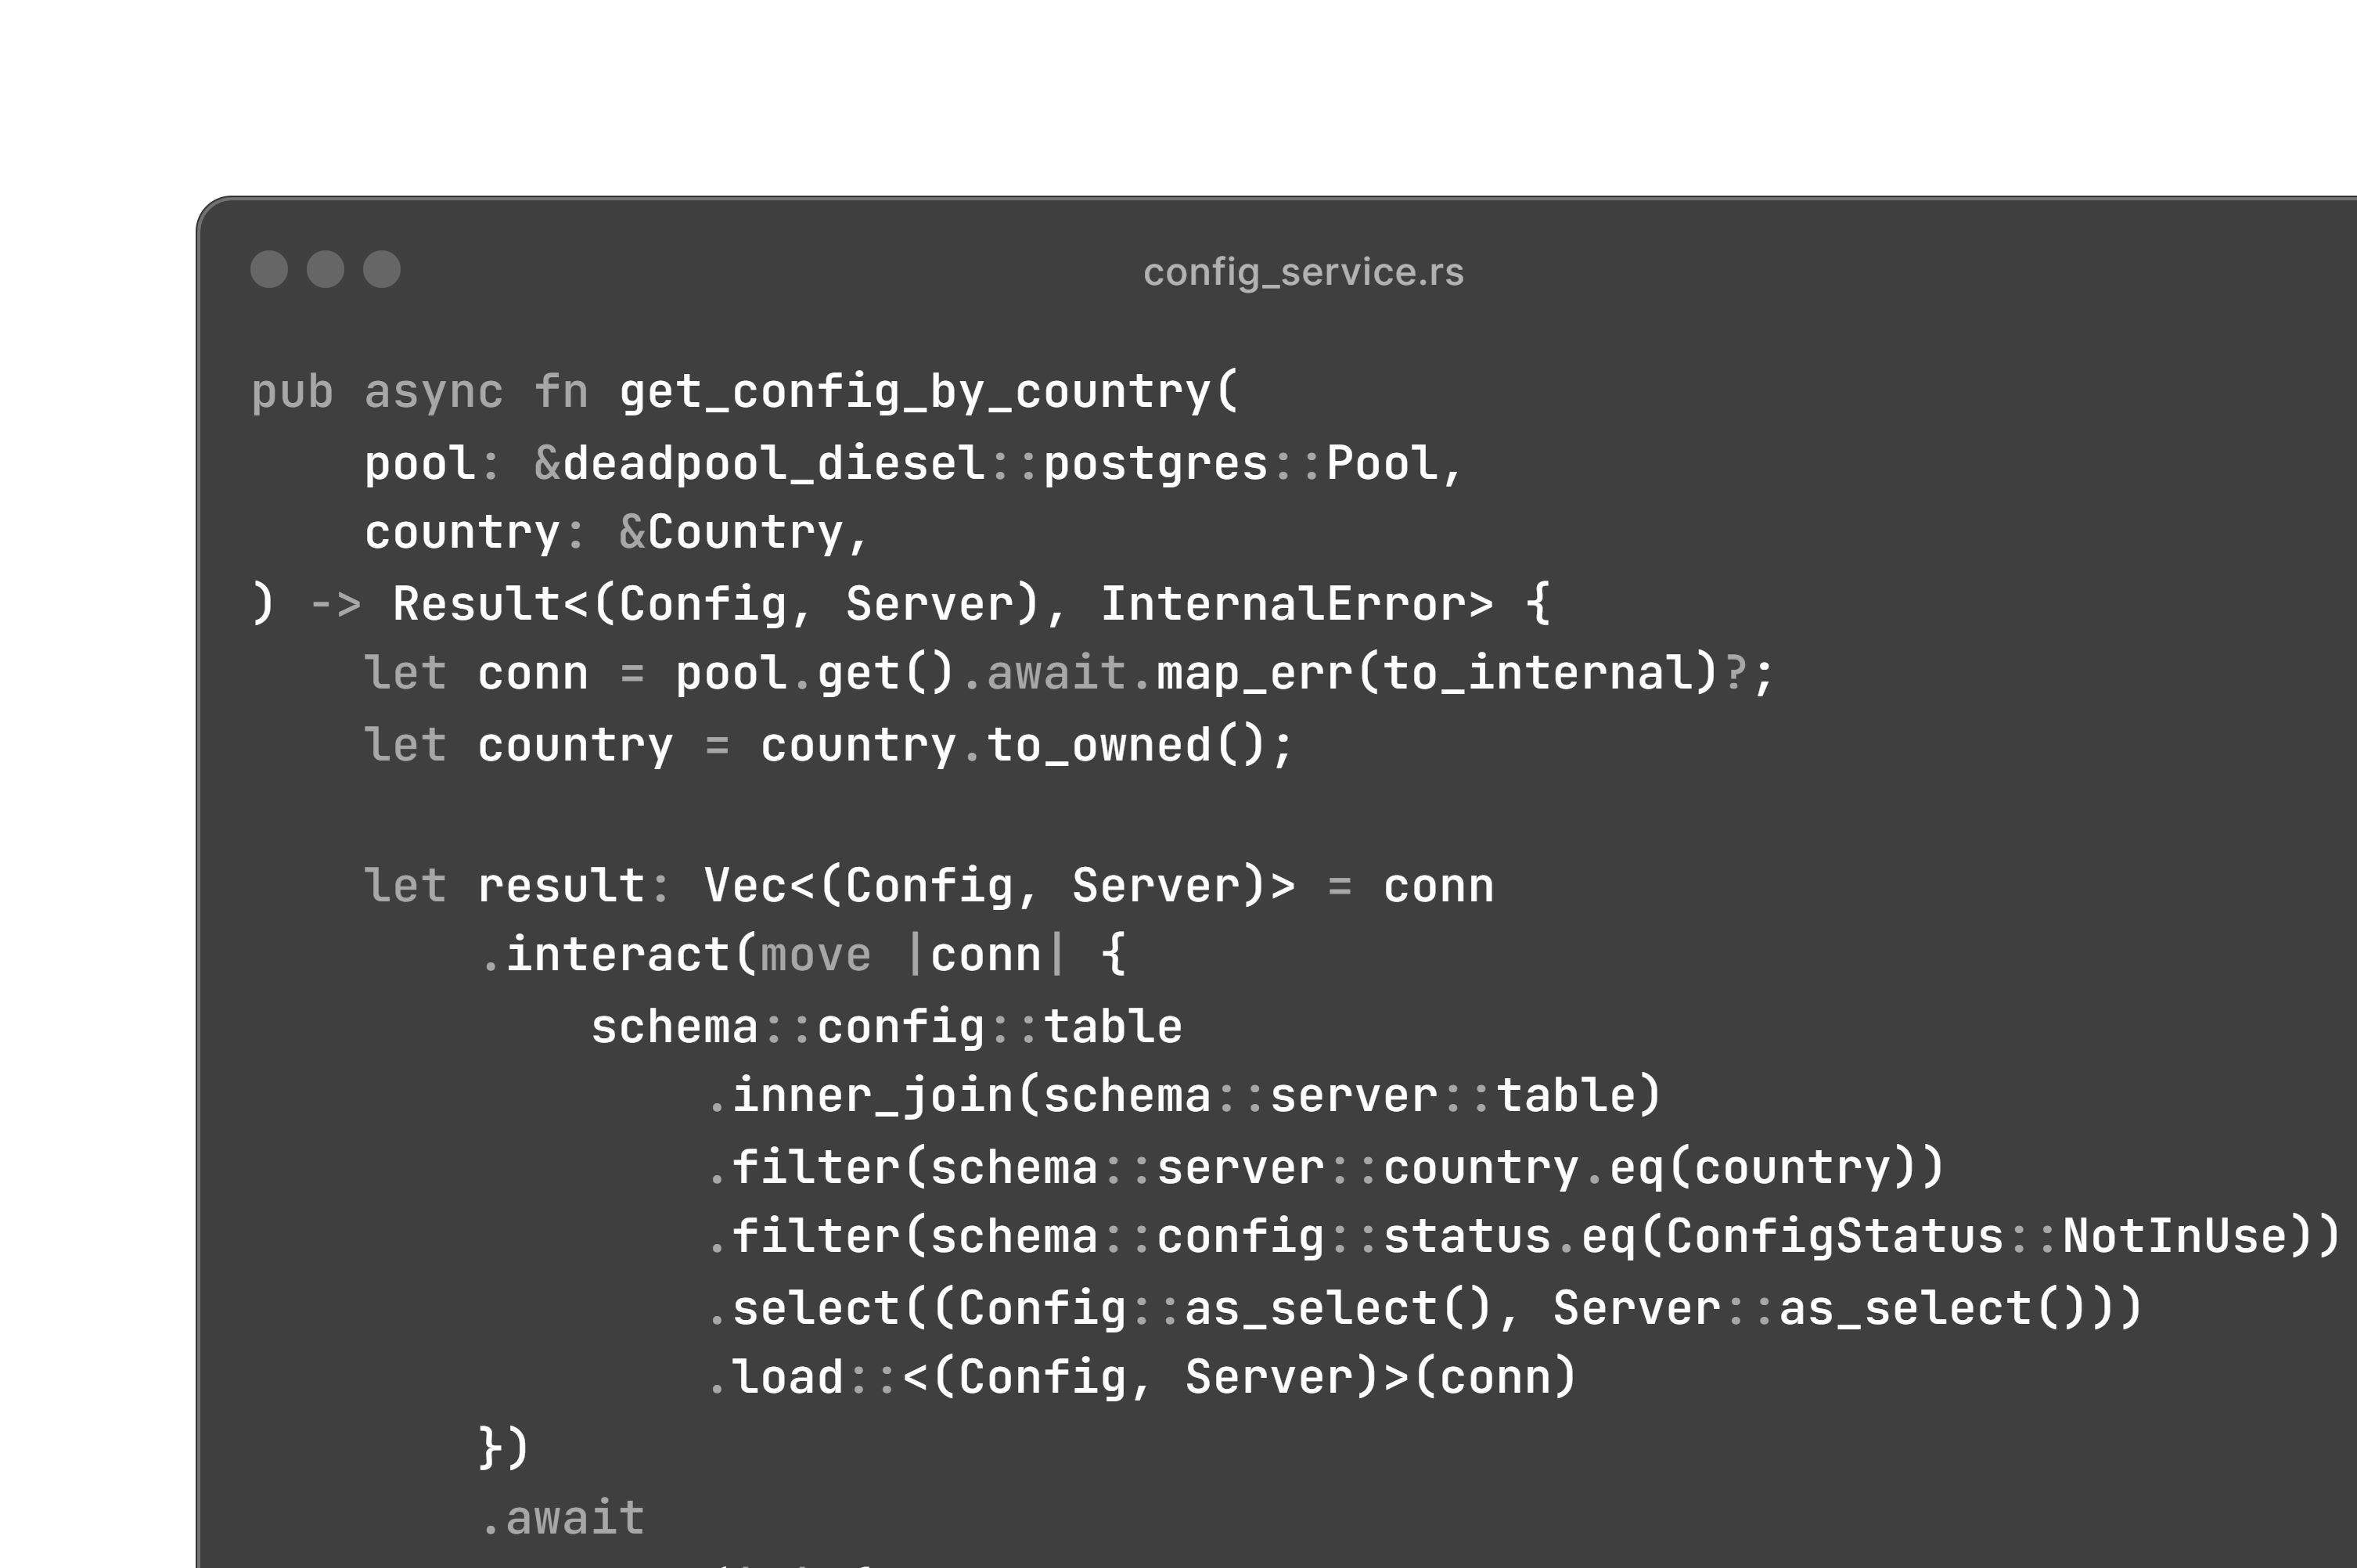 config_service.rs
pub async fn get_config_by_country(
    pool: &deadpool_diesel::postgres::Pool,
    country: &Country,
) -> Result<(Config, Server), InternalError> {
    let conn = pool.get().await.map_err(to_internal)?;
    let country = country.to_owned();

    let result: Vec<(Config, Server)> = conn
        .interact(move |conn| {
            schema::config::table
                .inner_join(schema::server::table)
                .filter(schema::server::country.eq(country))
                .filter(schema::config::status.eq(ConfigStatus::NotInUse))
                .select((Config::as_select(), Server::as_select()))
                .load::<(Config, Server)>(conn)
        })
        .await